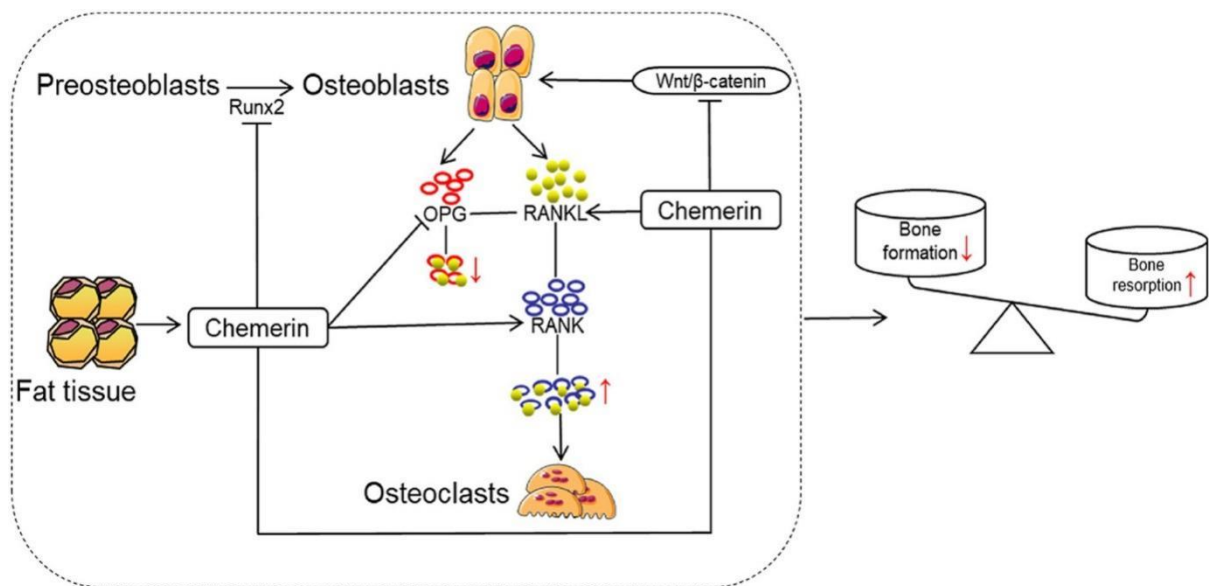 Preosteoblasts
Runx2
Osteoblasts
Wnt/β-catenin
OPG
RANKL
Chemerin
↓
Fat tissue
Chemerin
RANK
↑
Osteoclasts
Bone
formation ↓
Bone
resorption ↑